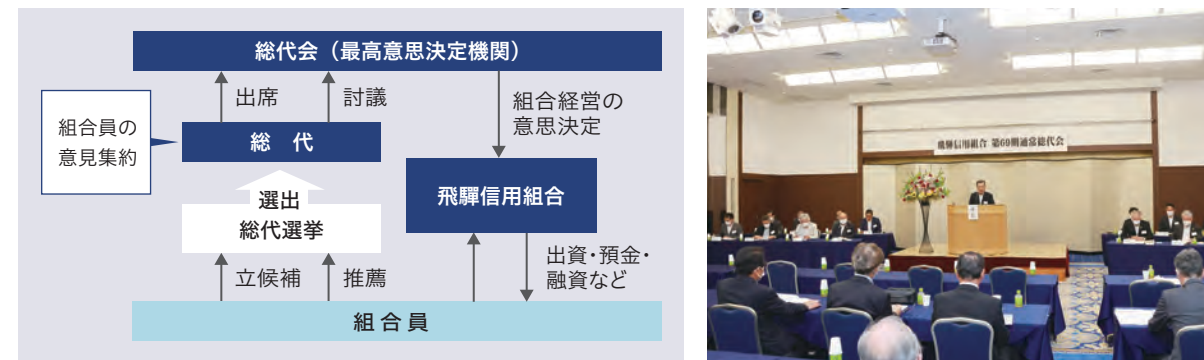 総代会（最高意思決定機関）
出席
討議
組合経営の
意思決定
組合員の
意見集約
総　代
飛驒信用組合
選出
総代選挙
立候補
推薦
出資・預金・
融資など
組 合 員
飛驒信用組合 第69期通常総代会